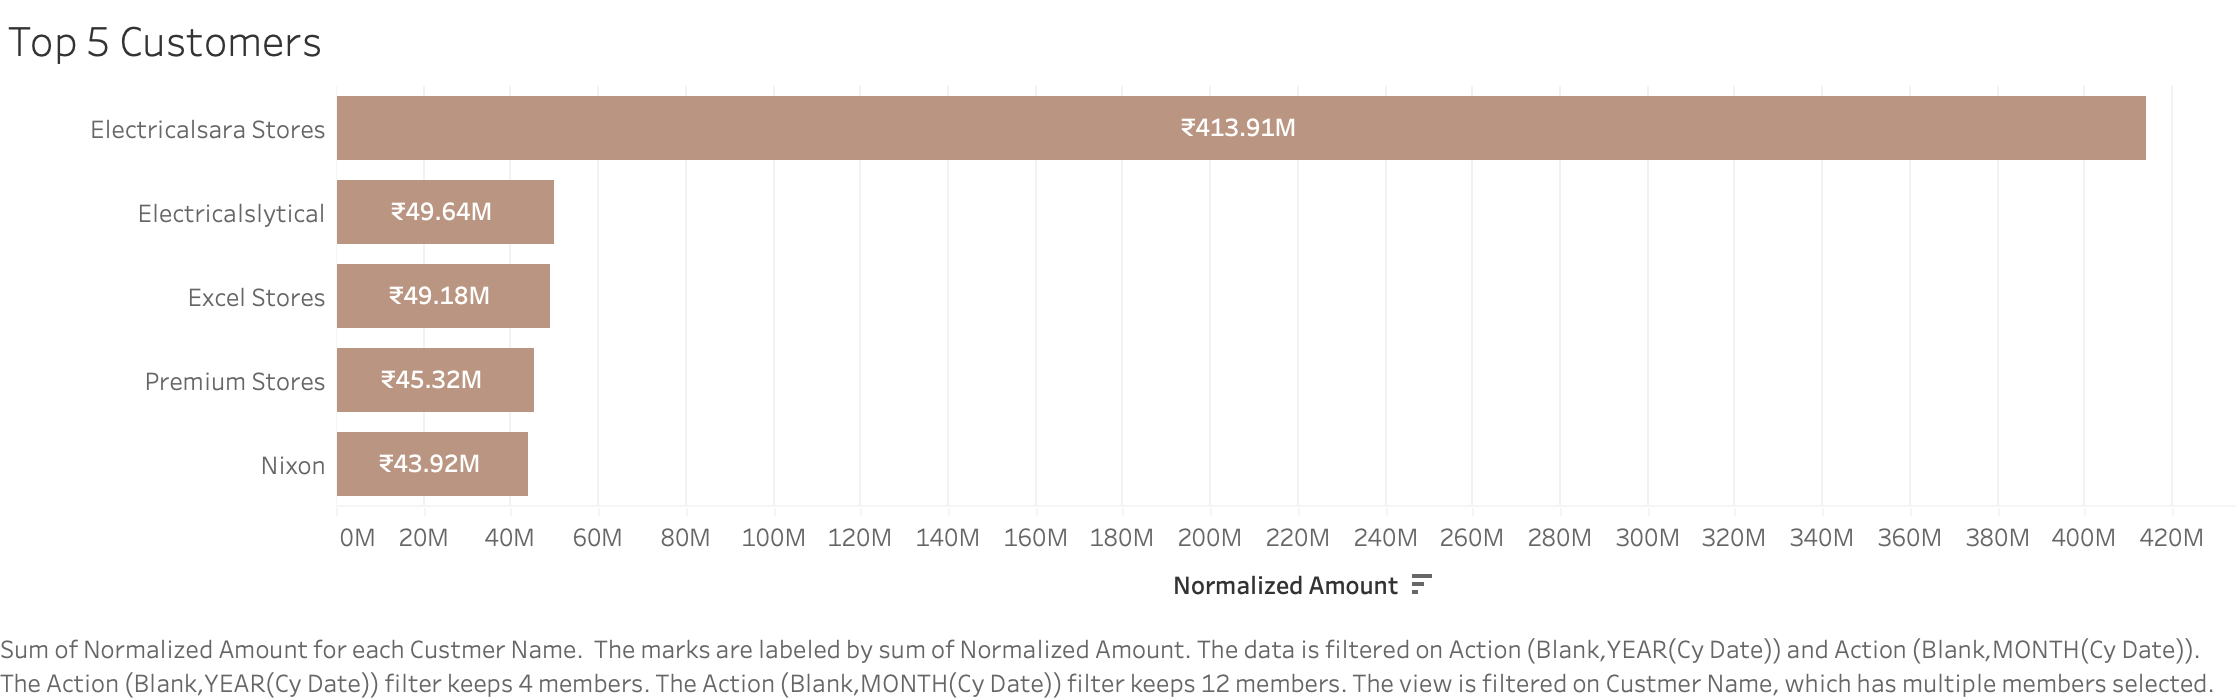 Top 5 Customers
Electricalsara Stores
₹413.91M
Electricalslytical
₹49.64M
Excel Stores
₹49.18M
Premium Stores
₹45.32M
Nixon
₹43.92M
0M 20M 40M 60M 80M 100M 120M 140M 160M 180M 200M 220M 240M 260M 280M 300M 320M 340M 360M 380M 400M 420M
Normalized Amount
Sum of Normalized Amount for each Custmer Name. The marks are labeled by sum of Normalized Amount. The data is filtered on Action (Blank,YEAR(Cy Date)) and Action (Blank,MONTH(Cy Date)).
The Action (Blank,YEAR(Cy Date)) filter keeps 4 members. The Action (Blank,MONTH(Cy Date)) filter keeps 12 members. The view is filtered on Custmer Name, which has multiple members selected.